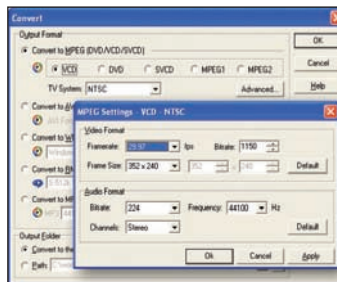 Convert
Output Format
Convert to MPEG (DVD/VCD/SVCD)
VCD DVD SVCD MPEG1 MPEG2
TV System: NTSC Advanced...
OK
Cancel
Help
Convert to
Convert to
Convert to
Convert to
Output Folder
Convert to the
Path:
MPEG Settings - VCD - NTSC
Video Format
Framerate: 29.97 fps Bitrate: 1150
Frame Size: 352 x 240 352 x 240 Default
Audio Format
Bitrate: 224 Frequency: 44100 Hz
Channels: Stereo Default
Ok Cancel Apply